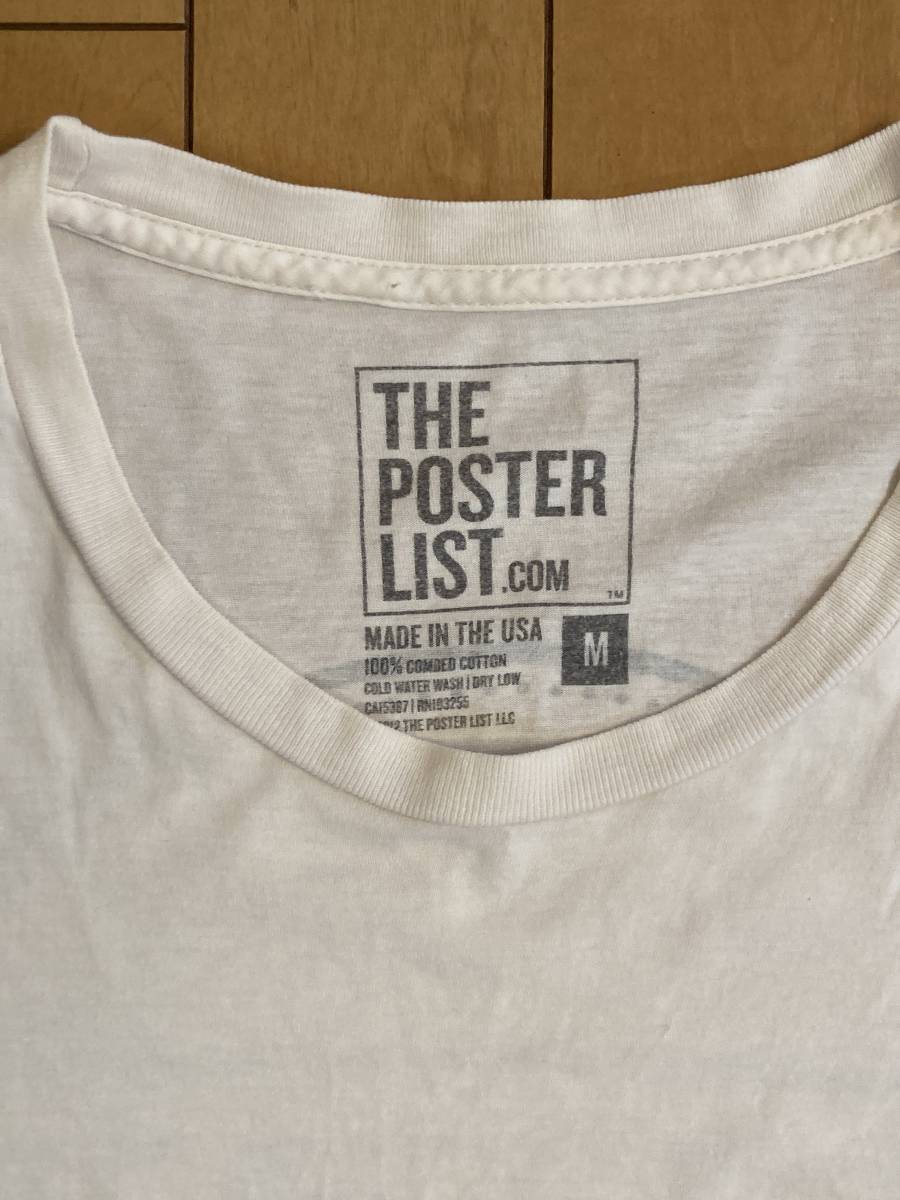 THE
POSTER
LIST.COM
TM
MADE IN THE USA
M
100% COMBED COTTON
COLD WATER WASH | DRY LOW
THE POSTER LIST LLC